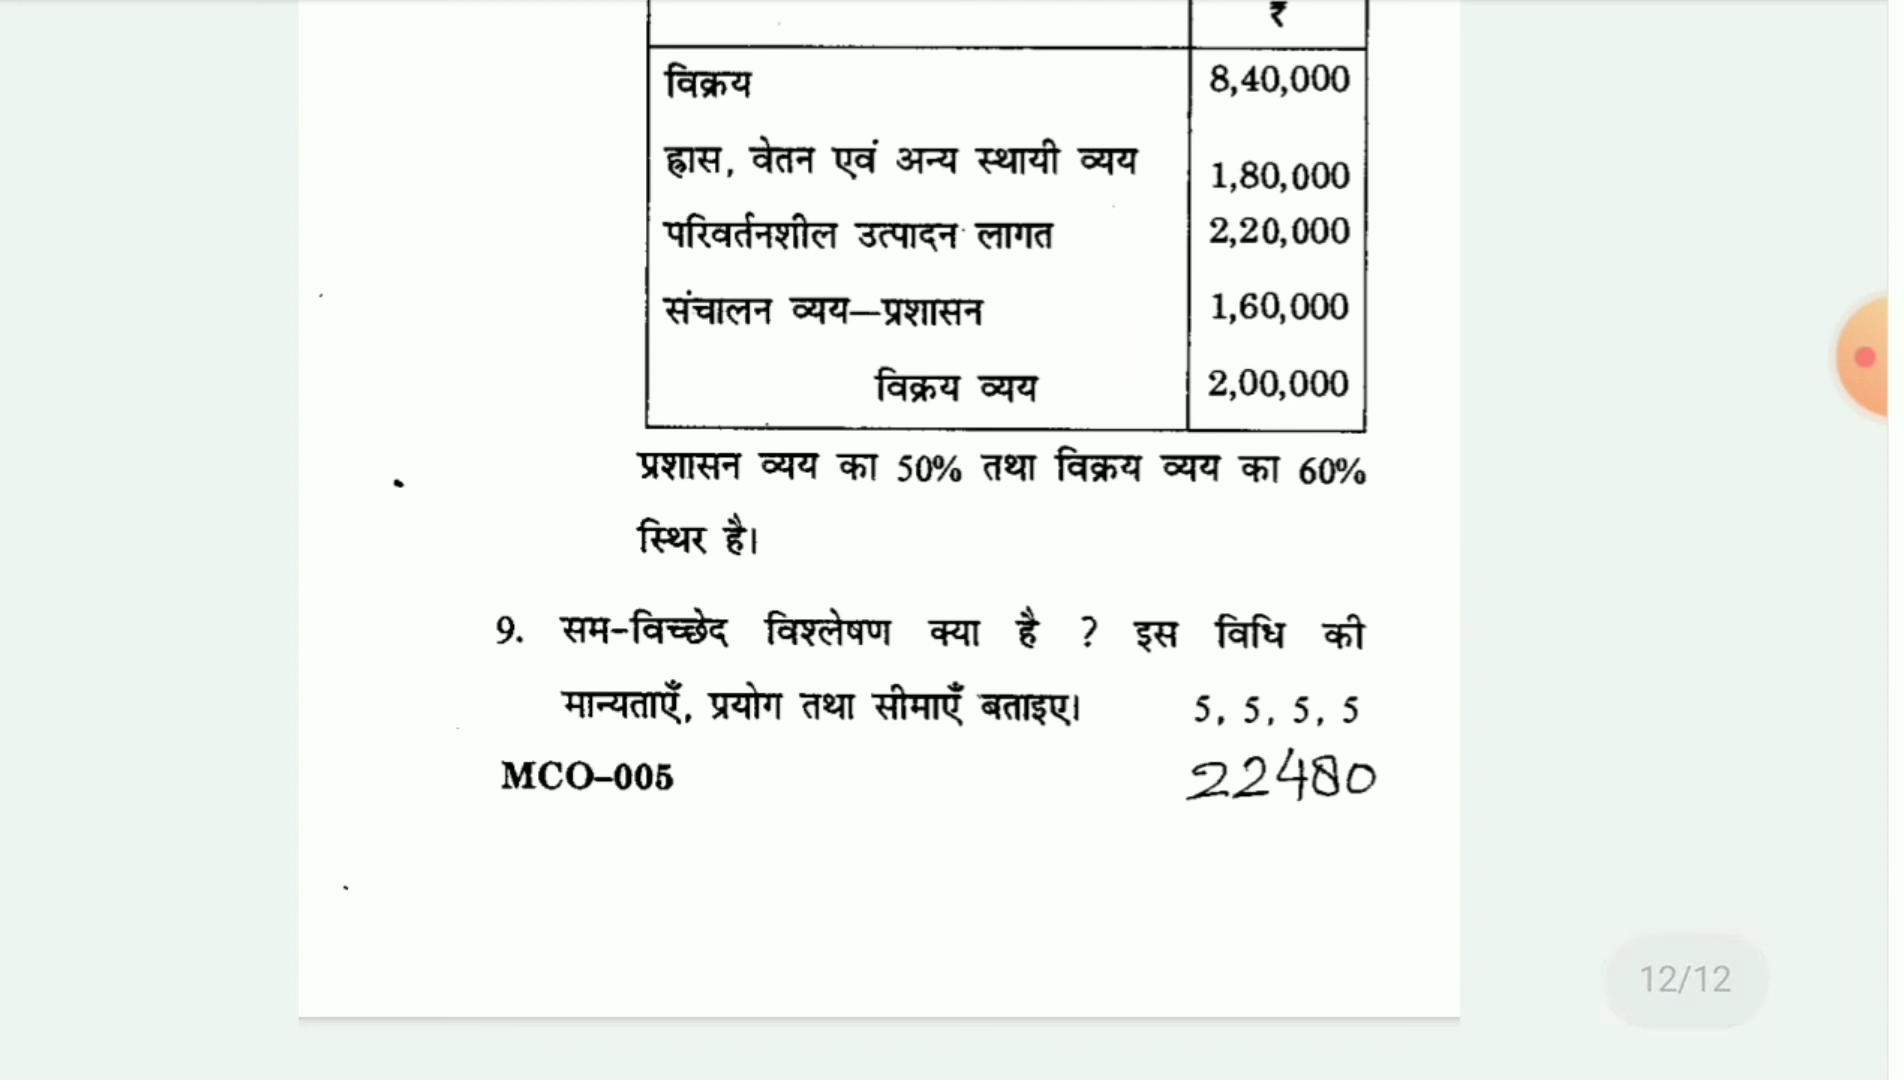 ₹
विक्रय 8,40,000
ह्रास, वेतन एवं अन्य स्थायी व्यय 1,80,000
परिवर्तनशील उत्पादन लागत 2,20,000
संचालन व्यय—प्रशासन 1,60,000
विक्रय व्यय 2,00,000
प्रशासन व्यय का 50% तथा विक्रय व्यय का 60%
स्थिर है।
9. सम-विच्छेद विश्लेषण क्या है ? इस विधि की
मान्यताएँ, प्रयोग तथा सीमाएँ बताइए। 5, 5, 5, 5
MCO–005 22480
12/12